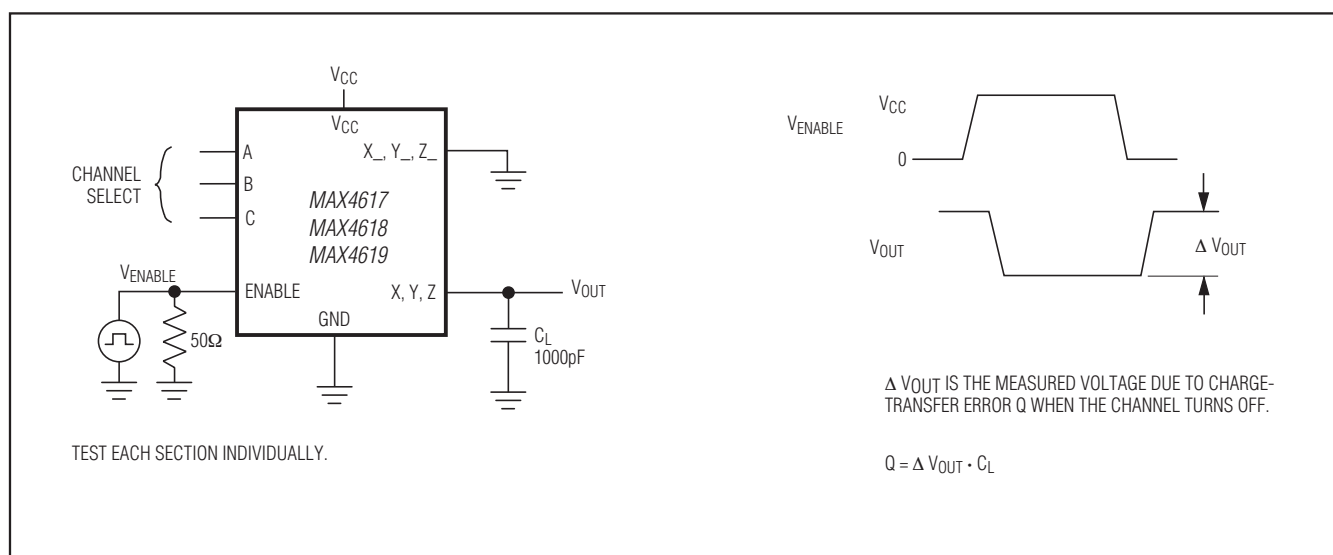 VCC
VCC
CHANNEL
SELECT
A
B
C
X_, Y_, Z_
MAX4617
MAX4618
MAX4619
VENABLE
ENABLE
X, Y, Z
VOUT
GND
50Ω
CL
1000pF
TEST EACH SECTION INDIVIDUALLY.
VENABLE
VCC
0
VOUT
Δ VOUT
Δ VOUT IS THE MEASURED VOLTAGE DUE TO CHARGE-
TRANSFER ERROR Q WHEN THE CHANNEL TURNS OFF.
Q = Δ VOUT • CL